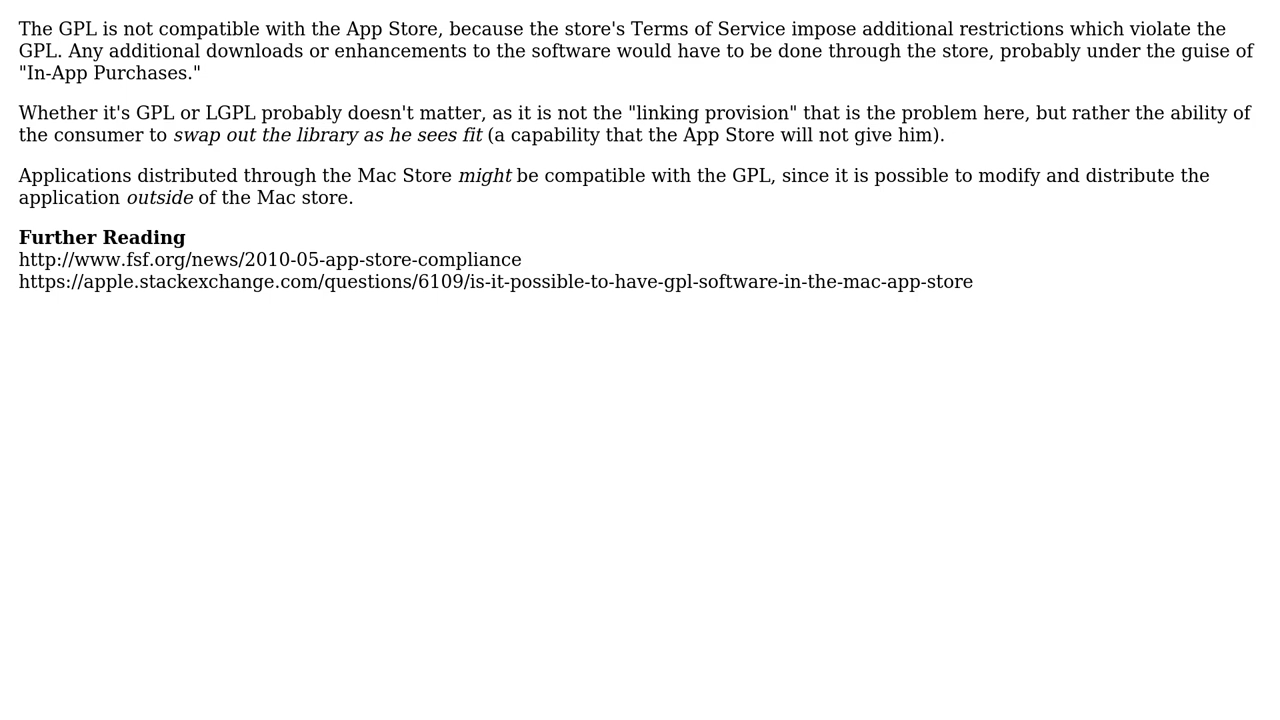 The GPL is not compatible with the App Store, because the store's Terms of Service impose additional restrictions which violate the
GPL. Any additional downloads or enhancements to the software would have to be done through the store, probably under the guise of
"In-App Purchases."
Whether it's GPL or LGPL probably doesn't matter, as it is not the "linking provision" that is the problem here, but rather the ability of
the consumer to swap out the library as he sees fit (a capability that the App Store will not give him).
Applications distributed through the Mac Store might be compatible with the GPL, since it is possible to modify and distribute the
application outside of the Mac store.
Further Reading
http://www.fsf.org/news/2010-05-app-store-compliance
https://apple.stackexchange.com/questions/6109/is-it-possible-to-have-gpl-software-in-the-mac-app-store